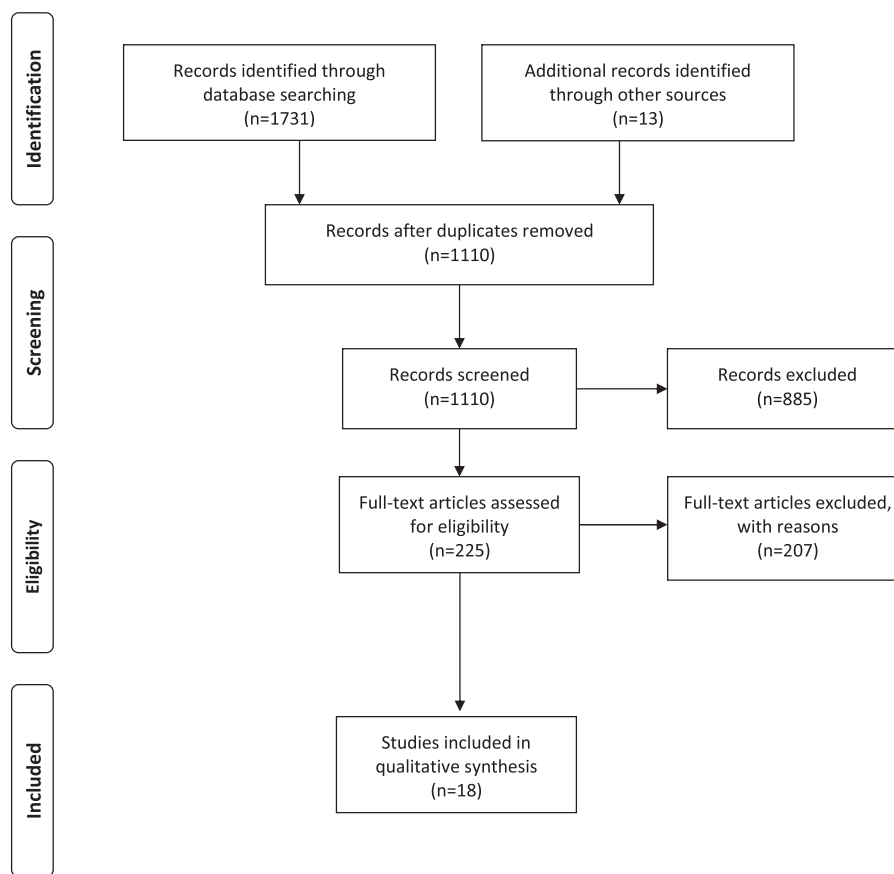 Identification
Records identified through
database searching
(n=1731)
Additional records identified
through other sources
(n=13)
Records after duplicates removed
(n=1110)
Screening
Records screened
(n=1110)
Records excluded
(n=885)
Eligibility
Full-text articles assessed
for eligibility
(n=225)
Full-text articles excluded,
with reasons
(n=207)
Included
Studies included in
qualitative synthesis
(n=18)